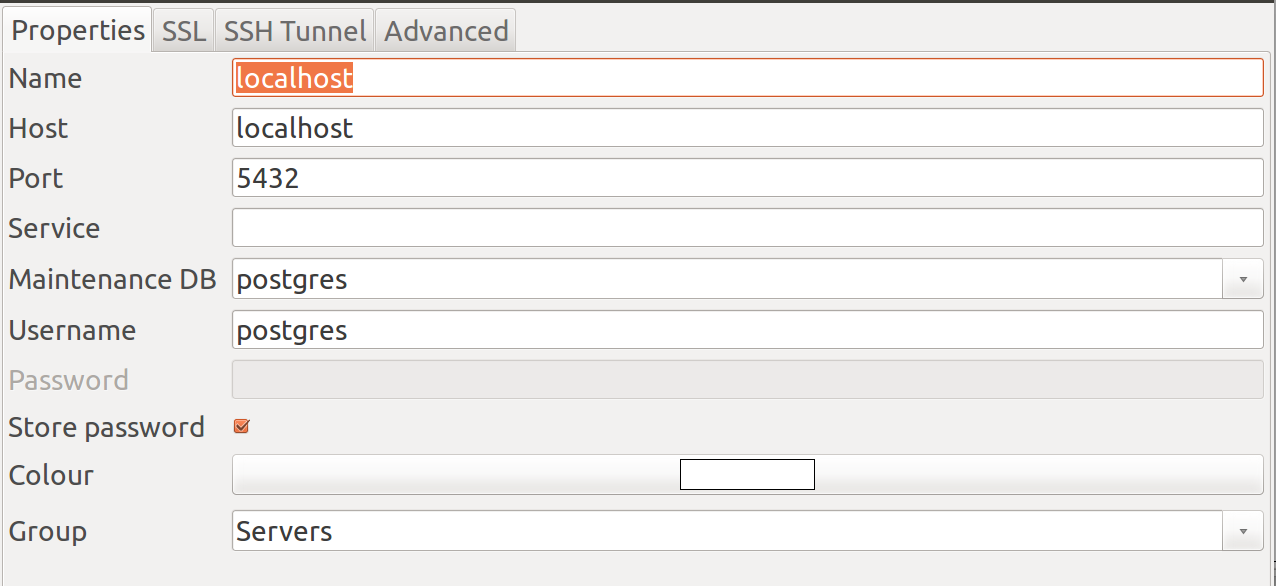 Properties SSL SSH Tunnel Advanced
Name localhost
Host localhost
Port 5432
Service
Maintenance DB postgres
Username postgres
Password
Store password
Colour
Group Servers